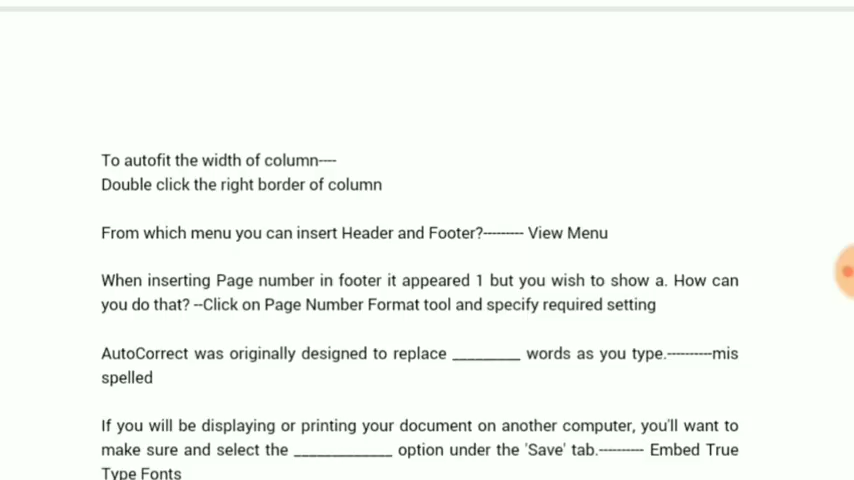 To autofit the width of column----
Double click the right border of column
From which menu you can insert Header and Footer?--------- View Menu
When inserting Page number in footer it appeared 1 but you wish to show a. How can
you do that? --Click on Page Number Format tool and specify required setting
AutoCorrect was originally designed to replace _________ words as you type.----------mis
spelled
If you will be displaying or printing your document on another computer, you'll want to
make sure and select the _____________ option under the 'Save' tab.---------- Embed True
Type Fonts